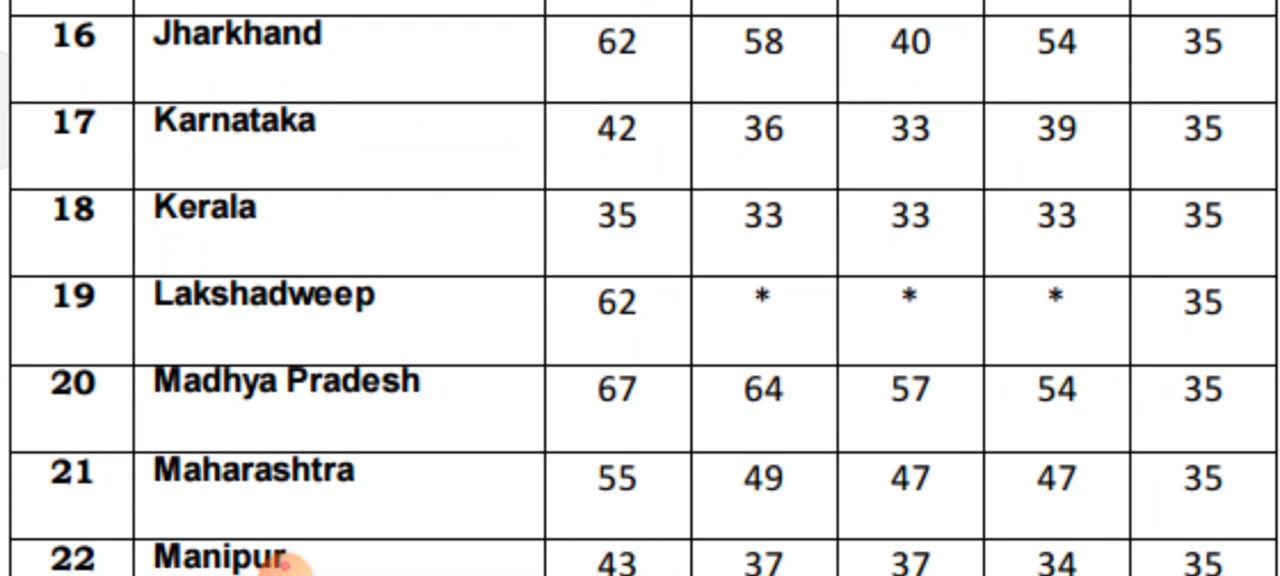 16 Jharkhand 62 58 40 54 35
17 Karnataka 42 36 33 39 35
18 Kerala 35 33 33 33 35
19 Lakshadweep 62 * * * 35
20 Madhya Pradesh 67 64 57 54 35
21 Maharashtra 55 49 47 47 35
22 Manipur 43 37 37 34 35